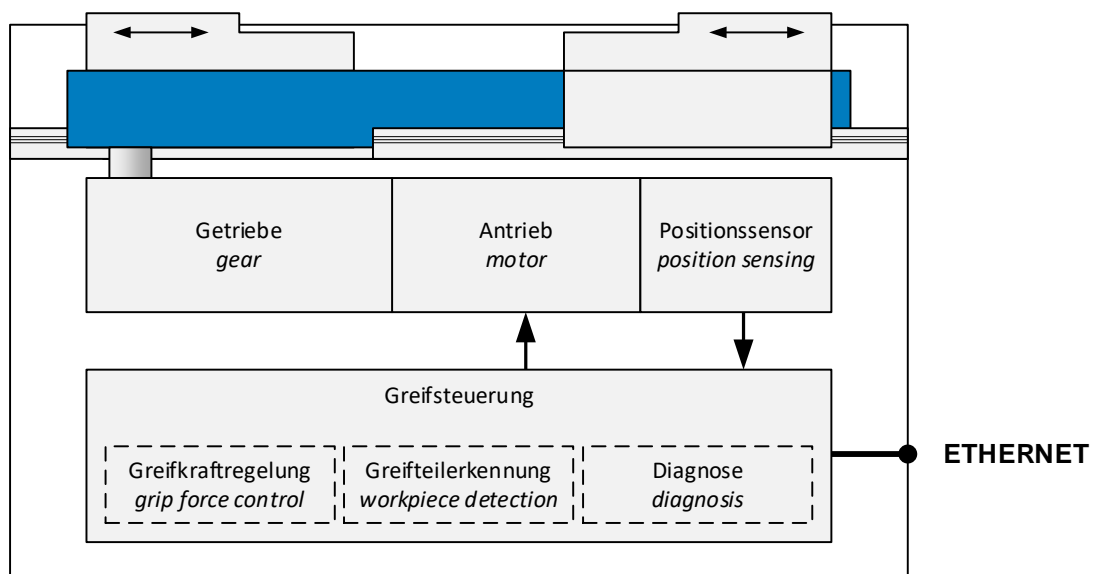 Getriebe
gear
Antrieb
motor
Positionssensor
position sensing
Greifsteuerung
Greifkraftregelung
grip force control
Greifteilerkennung
workpiece detection
Diagnose
diagnosis
ETHERNET